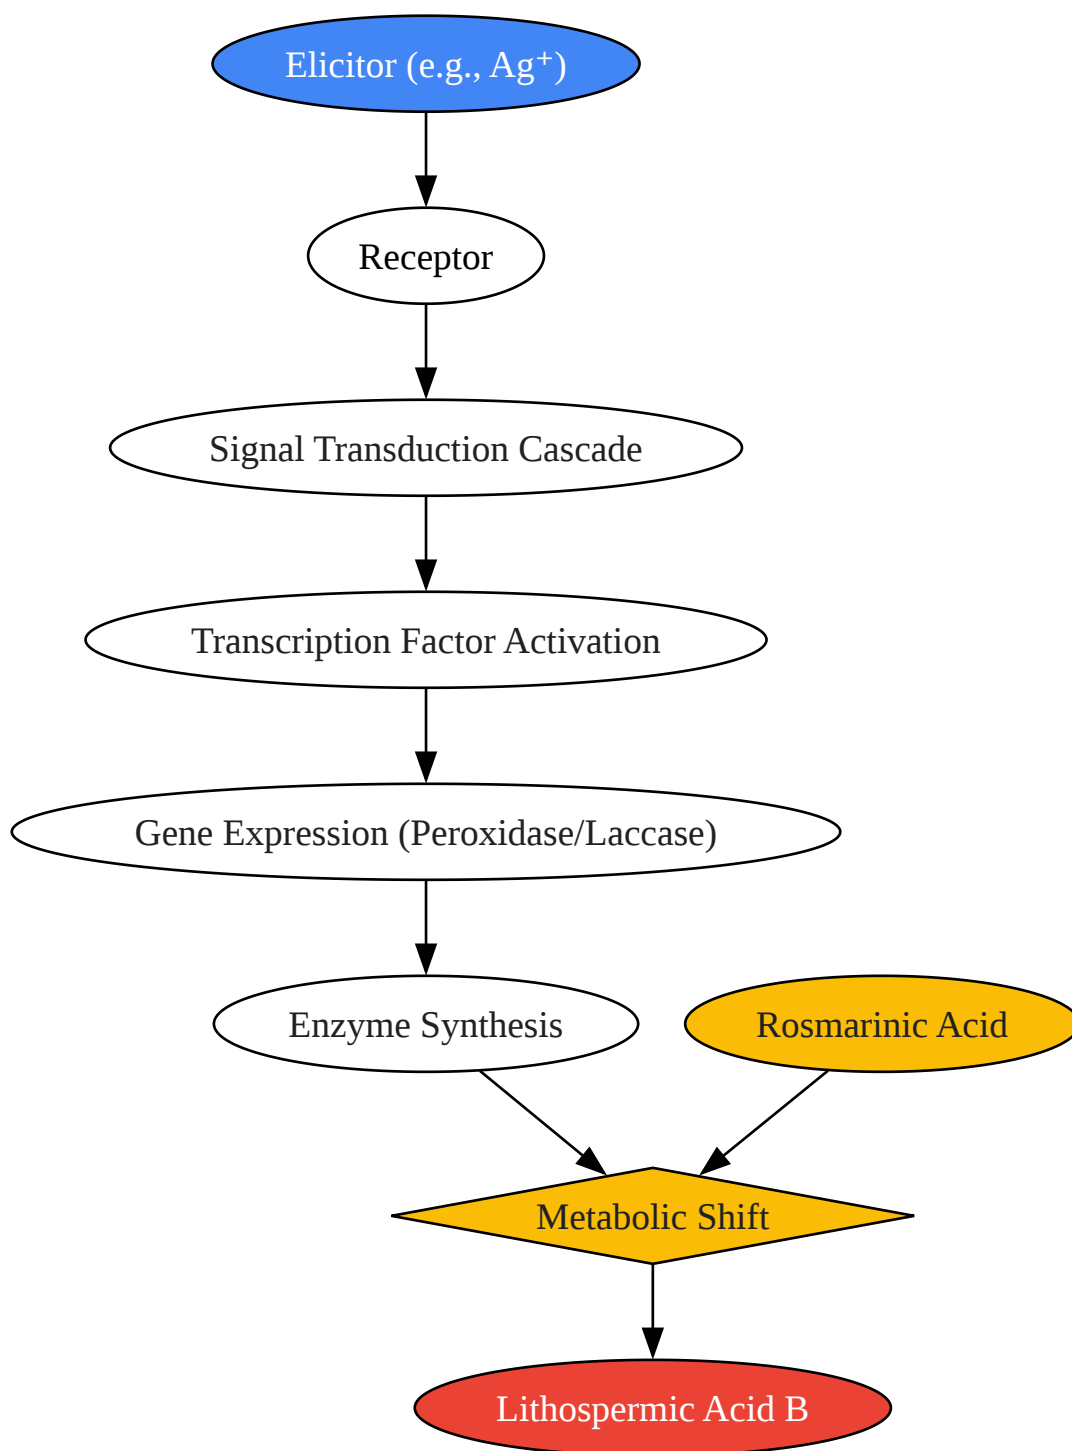 Elicitor (e.g., Ag⁺)
Receptor
Signal Transduction Cascade
Transcription Factor Activation
Gene Expression (Peroxidase/Laccase)
Enzyme Synthesis
Rosmarinic Acid
Metabolic Shift
Lithospermic Acid B